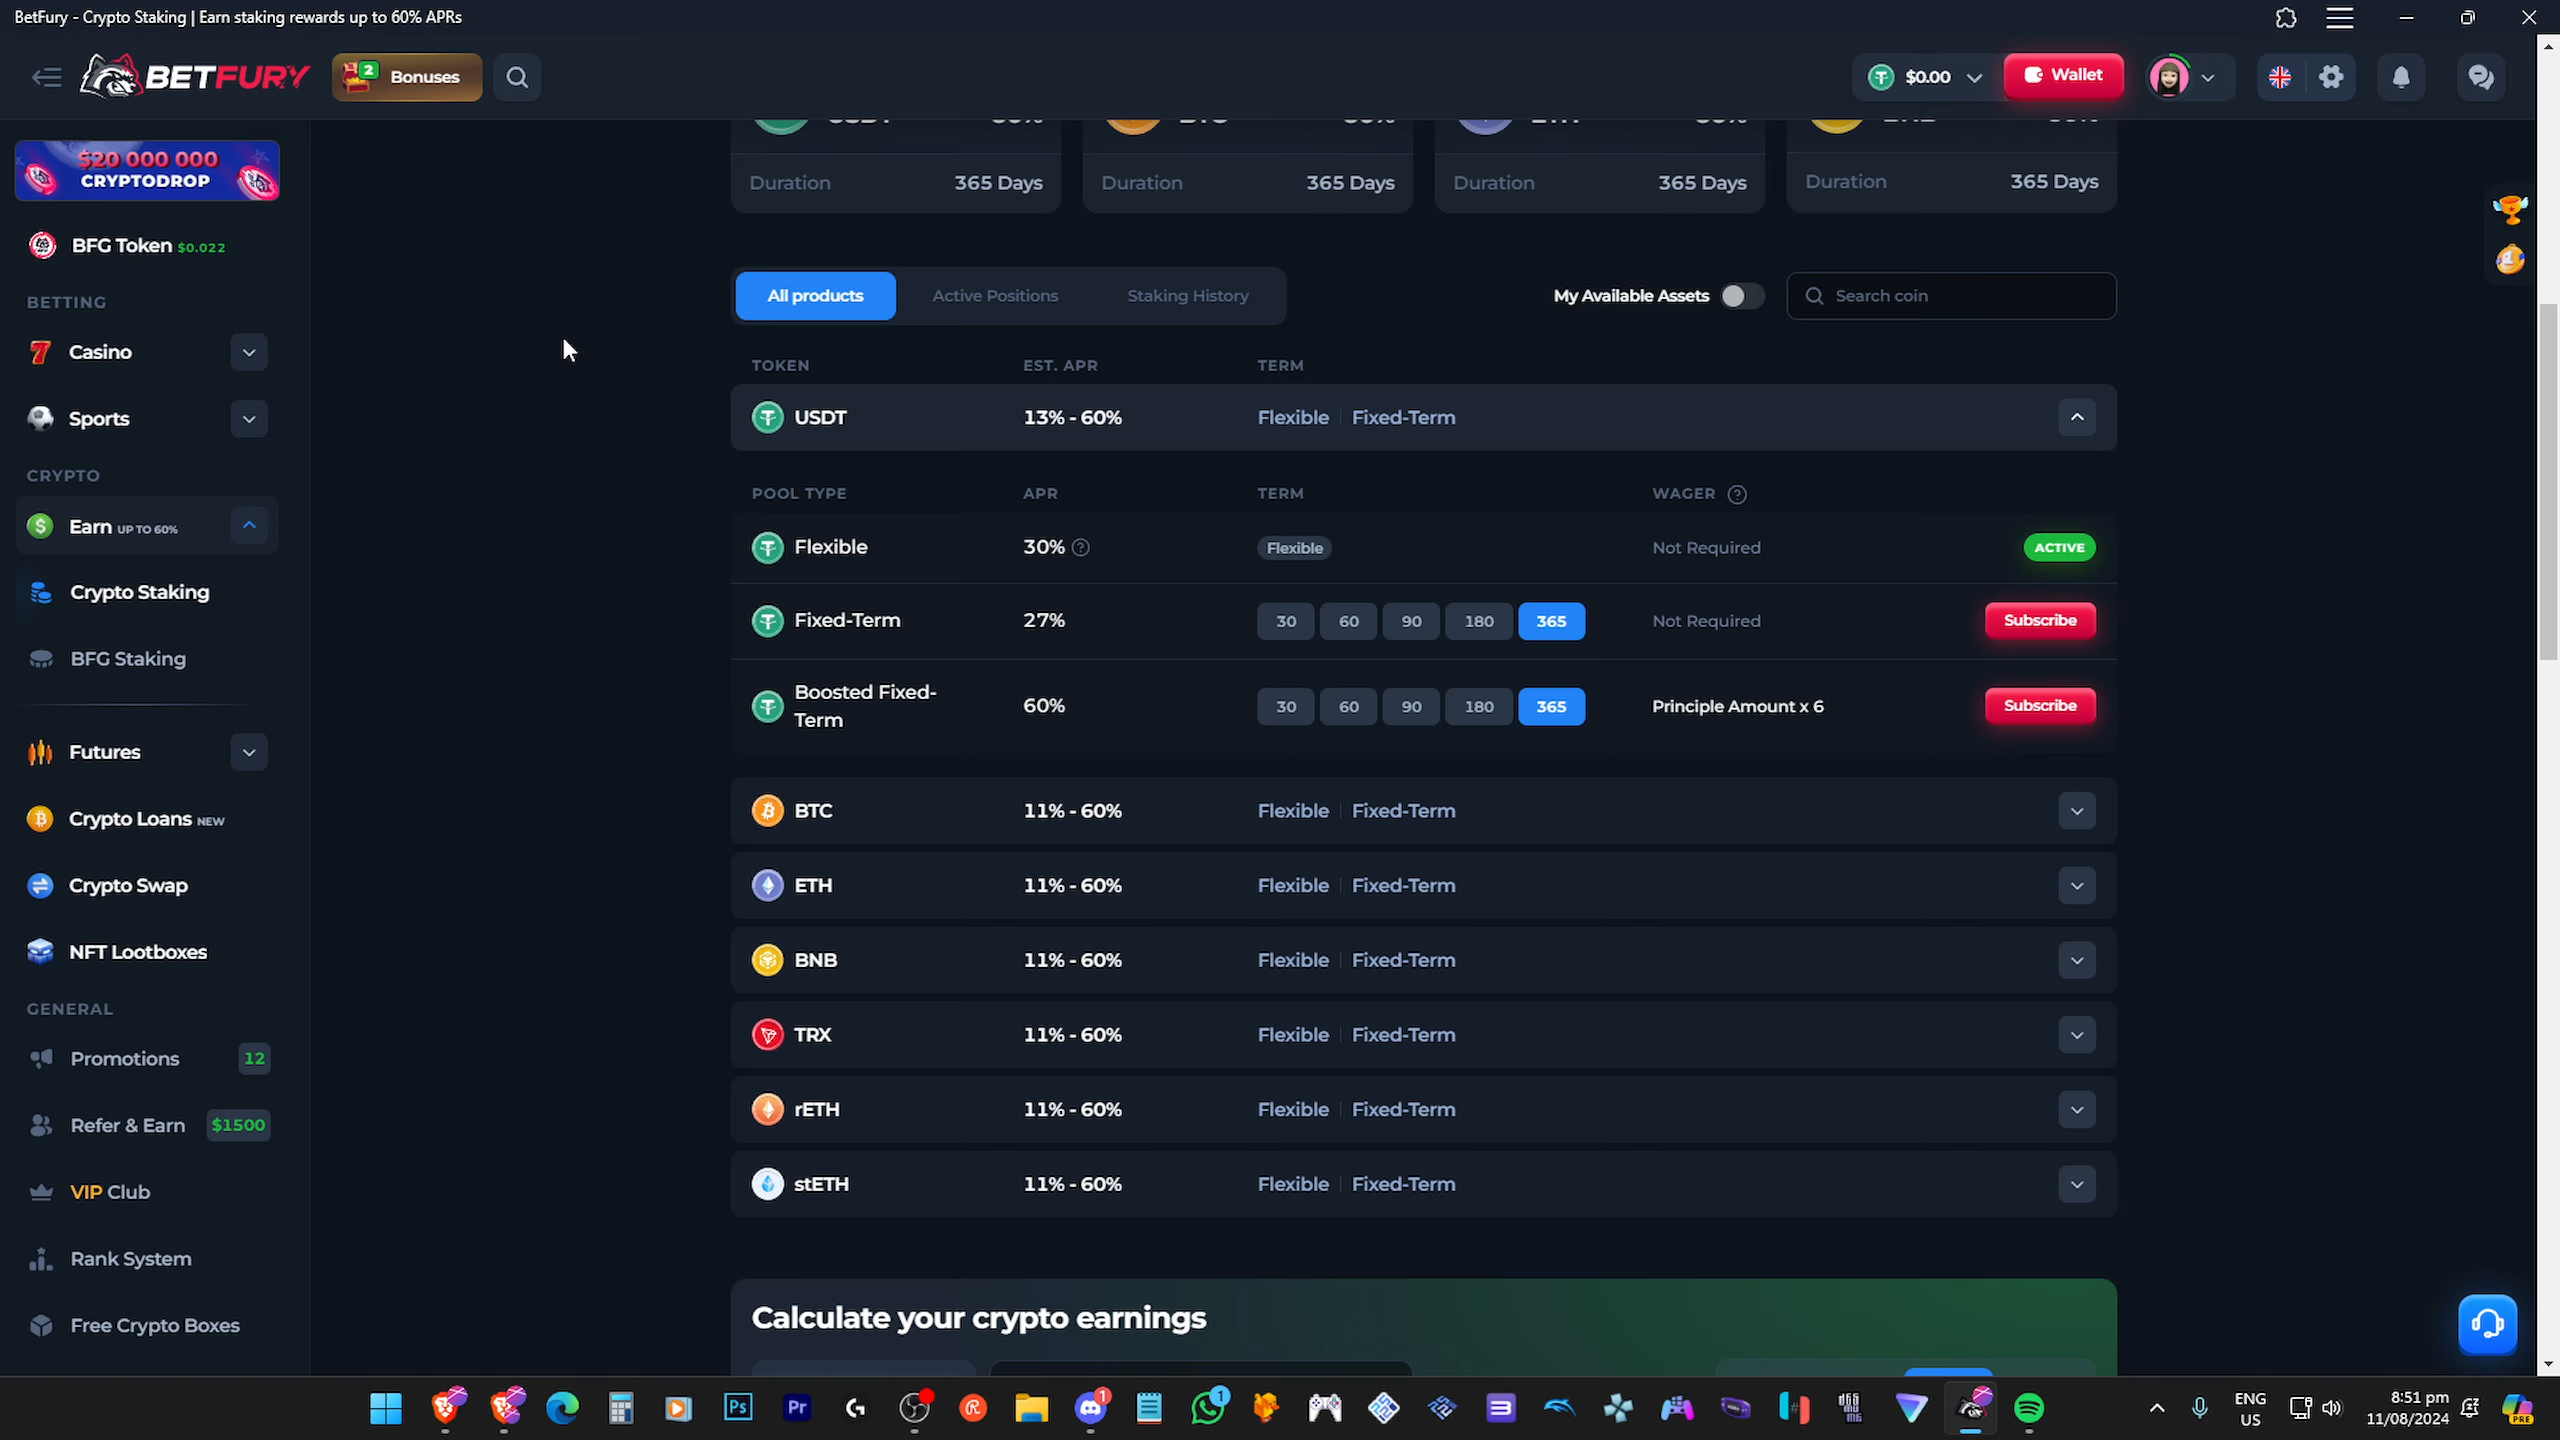 BetFury - Crypto Staking | Earn staking rewards up to 60% APRs
BETFURY
2
Bonuses
$0.00
Wallet
$20 000 000
CRYPTODROP
BFG Token $0.022
BETTING
Casino
Sports
CRYPTO
Earn UP TO 60%
Crypto Staking
BFG Staking
Futures
Crypto Loans NEW
Crypto Swap
NFT Lootboxes
GENERAL
Promotions 12
Refer & Earn $1500
VIP Club
Rank System
Free Crypto Boxes
Duration 365 Days
Duration 365 Days
Duration 365 Days
Duration 365 Days
All products Active Positions Staking History
My Available Assets
Search coin
TOKEN EST. APR TERM
USDT 13% - 60% Flexible Fixed-Term
POOL TYPE APR TERM WAGER ?
Flexible 30% ? Flexible Not Required ACTIVE
Fixed-Term 27% 30 60 90 180 365 Not Required Subscribe
Boosted Fixed-
Term
60% 30 60 90 180 365 Principle Amount x 6 Subscribe
BTC 11% - 60% Flexible Fixed-Term
ETH 11% - 60% Flexible Fixed-Term
BNB 11% - 60% Flexible Fixed-Term
TRX 11% - 60% Flexible Fixed-Term
rETH 11% - 60% Flexible Fixed-Term
stETH 11% - 60% Flexible Fixed-Term
Calculate your crypto earnings
Ps
Pr
1
1
ENG
US
8:51 pm
11/08/2024
PRE